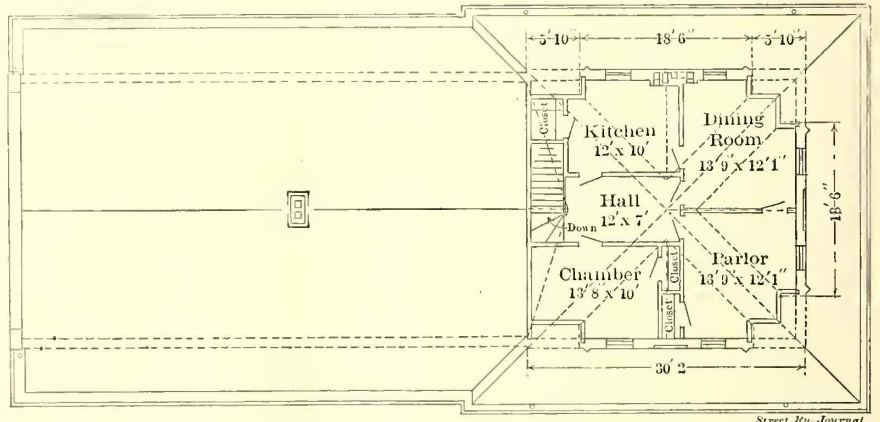 5'10"
18'6"
5'10"
Closet
Kitchen
12'x 10'
Dining
Room
13'9"x 12'1"
Hall
12'x 7'
Down
18'6"
Chamber
13'8"x 10'
Closet
Closet
Parlor
13'9"x 12'1"
30'2
Street Ry. Journal